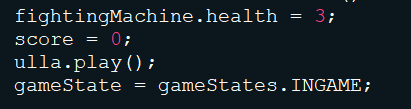 fightingMachine.health = 3;
score = 0;
ulla.play();
gameState = gameStates.INGAME;